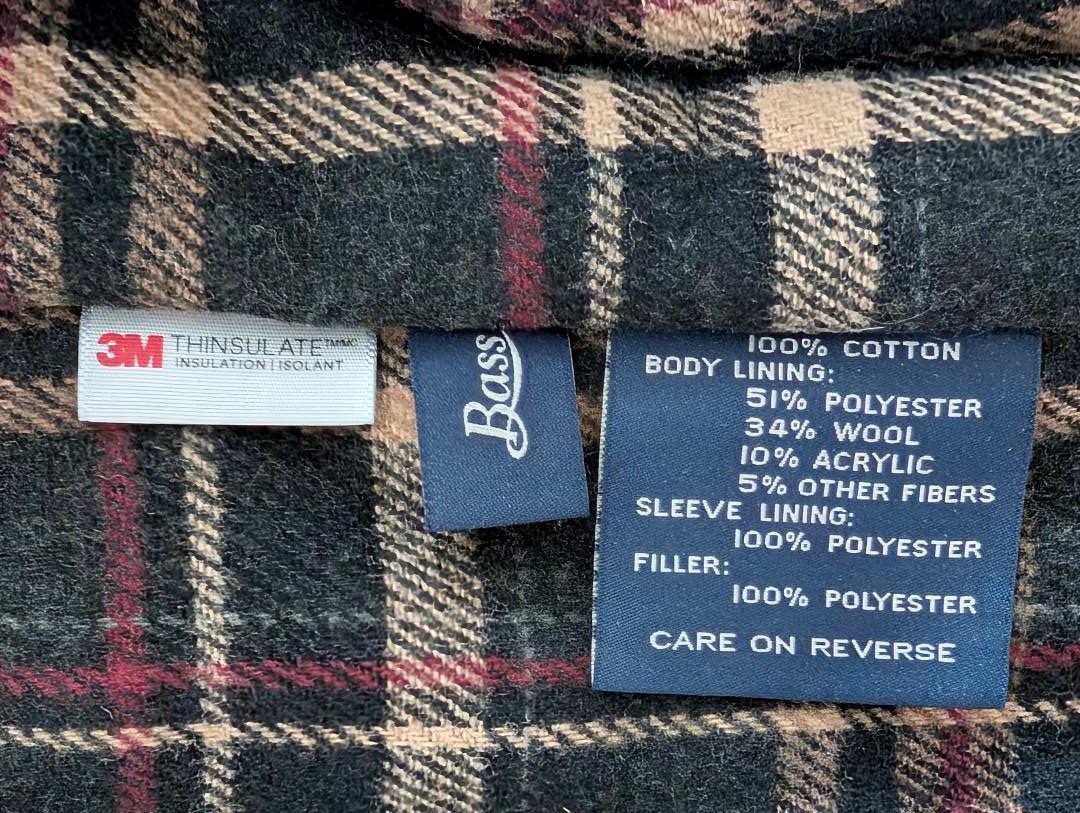 3M THINSULATE™
INSULATION | ISOLANT
Bass
100% COTTON
BODY LINING:
51% POLYESTER
34% WOOL
10% ACRYLIC
5% OTHER FIBERS
SLEEVE LINING:
100% POLYESTER
FILLER:
100% POLYESTER
CARE ON REVERSE